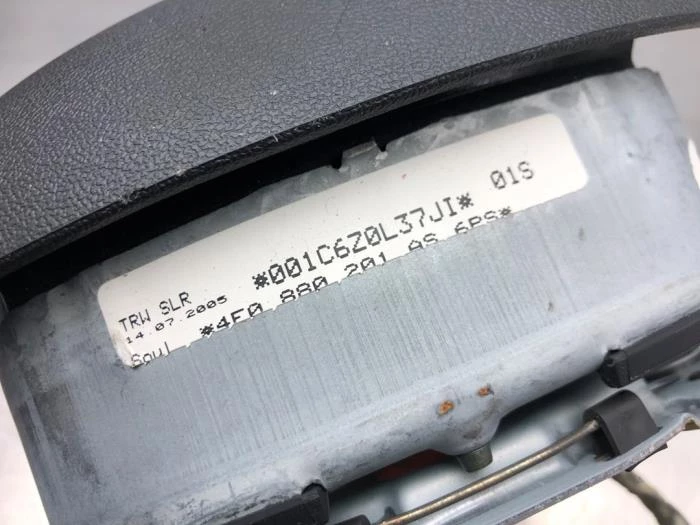 TRW SLR *001C6Z0L37JI* 01S
14.07.2005
Soul *4F0 880 201 AS 6PS*